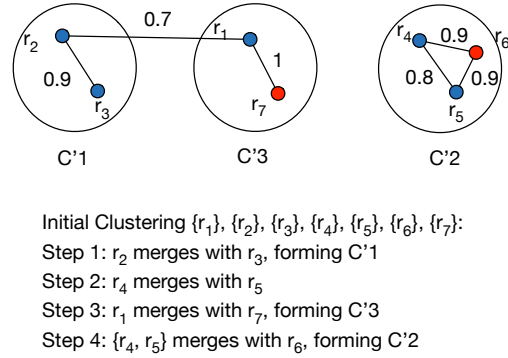 0.7
r₂
r₁
r₄
0.9
r₆
0.9
1
0.8
0.9
r₃
r₇
r₅
C'1
C'3
C'2
Initial Clustering {r₁}, {r₂}, {r₃}, {r₄}, {r₅}, {r₆}, {r₇}:
Step 1: r₂ merges with r₃, forming C'1
Step 2: r₄ merges with r₅
Step 3: r₁ merges with r₇, forming C'3
Step 4: {r₄, r₅} merges with r₆, forming C'2